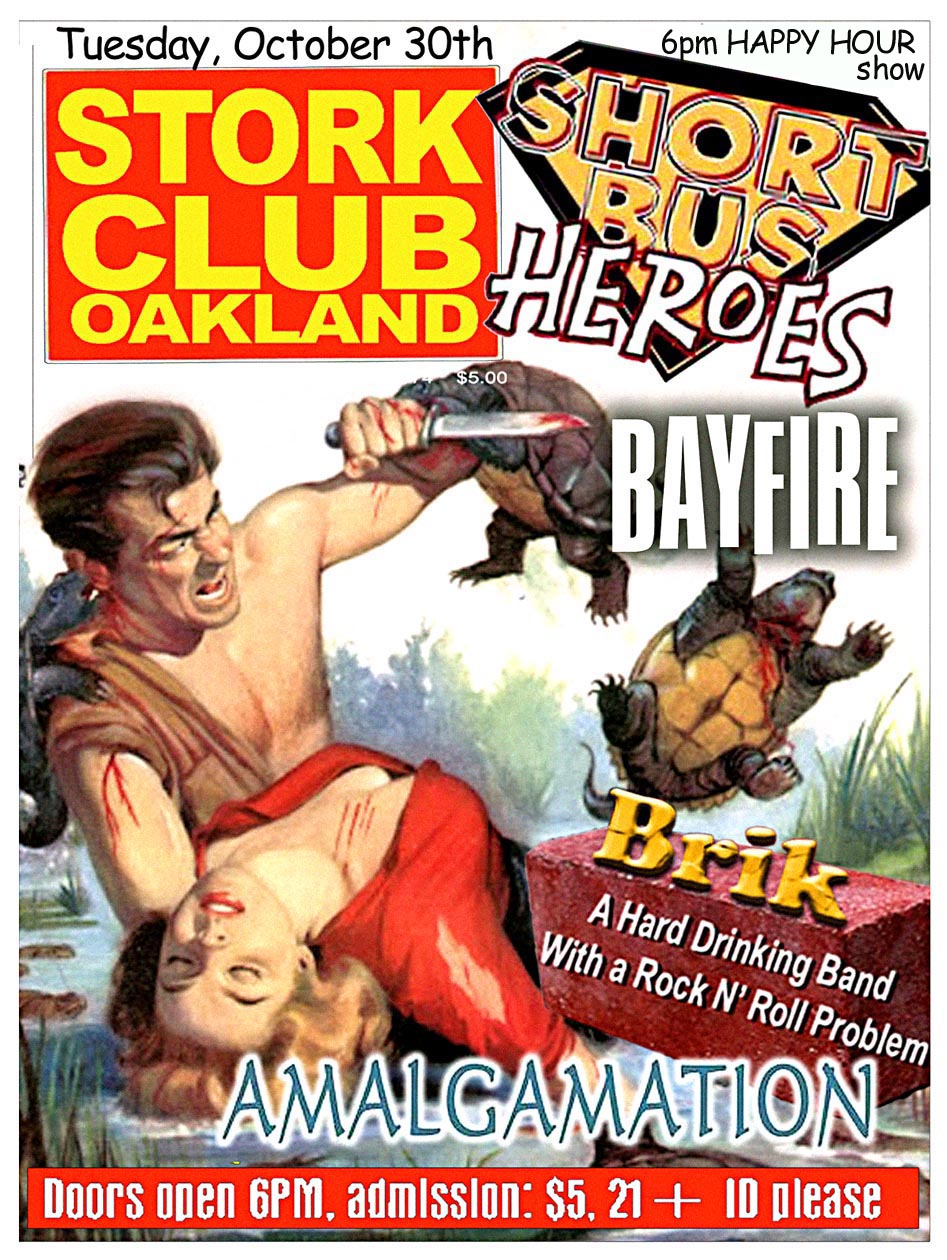 Tuesday, October 30th
6pm HAPPY HOUR
show
STORK
CLUB
OAKLAND
SHORT
BUS
HEROES
$5.00
BAYFIRE
Brik
A Hard Drinking Band
With a Rock N' Roll Problem
AMALGAMATION
Doors open 6PM, admission: $5, 21 + ID please